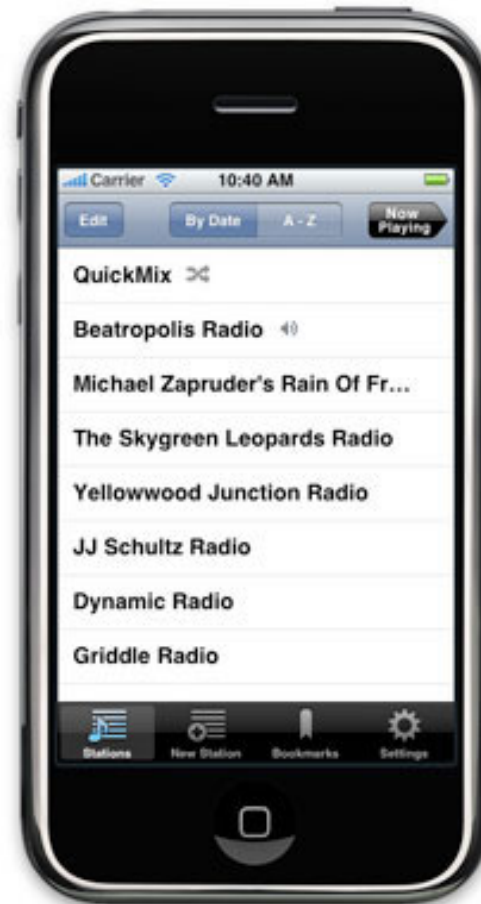 Carrier 10:40 AM
Edit By Date A - Z Now Playing
QuickMix
Beatropolis Radio
Michael Zapruder's Rain Of Fr...
The Skygreen Leopards Radio
Yellowwood Junction Radio
JJ Schultz Radio
Dynamic Radio
Griddle Radio
Stations New Station Bookmarks Settings